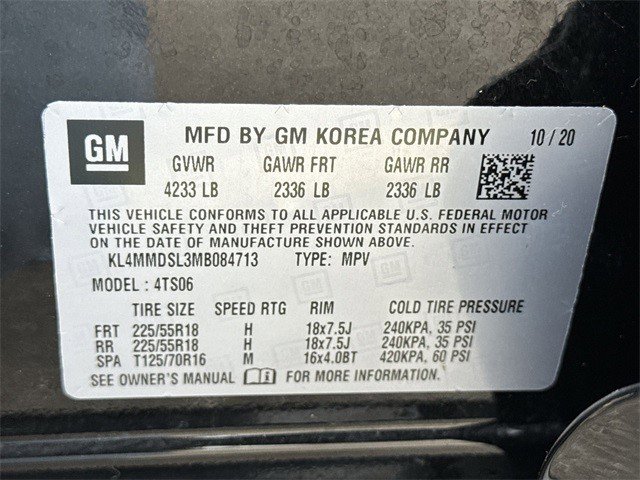 GM MFD BY GM KOREA COMPANY 10/20
GVWR GAWR FRT GAWR RR
4233 LB 2336 LB 2336 LB
THIS VEHICLE CONFORMS TO ALL APPLICABLE U.S. FEDERAL MOTOR
VEHICLE SAFETY AND THEFT PREVENTION STANDARDS IN EFFECT
ON THE DATE OF MANUFACTURE SHOWN ABOVE.
KL4MMDSL3MB084713 TYPE: MPV
MODEL : 4TS06
TIRE SIZE SPEED RTG RIM COLD TIRE PRESSURE
FRT 225/55R18 H 18x7.5J 240KPA, 35 PSI
RR 225/55R18 H 18x7.5J 240KPA, 35 PSI
SPA T125/70R16 M 16x4.0BT 420KPA, 60 PSI
SEE OWNER'S MANUAL FOR MORE INFORMATION.